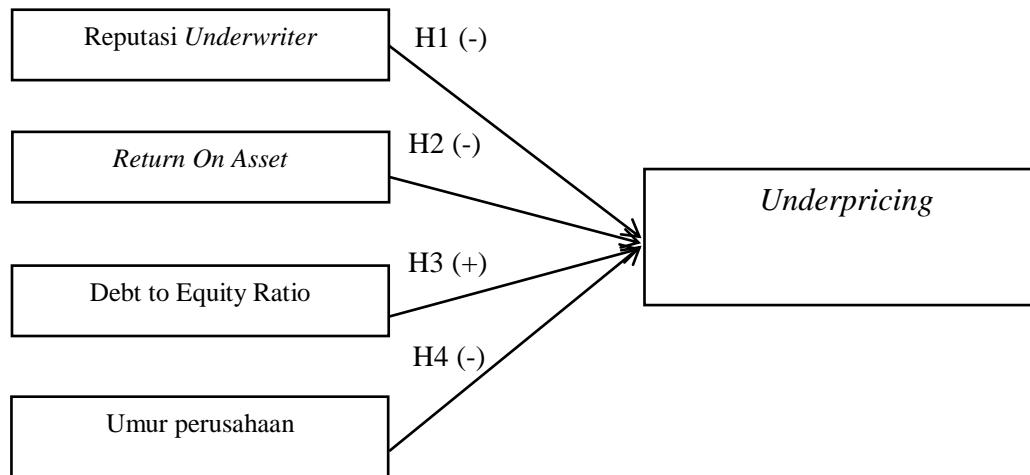 Reputasi Underwriter
H1 (-)
Return On Asset
H2 (-)
Underpricing
Debt to Equity Ratio
H3 (+)
Umur perusahaan
H4 (-)